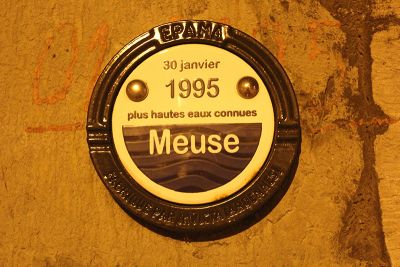 EPAMA
30 janvier
1995
plus hautes eaux connues
Meuse